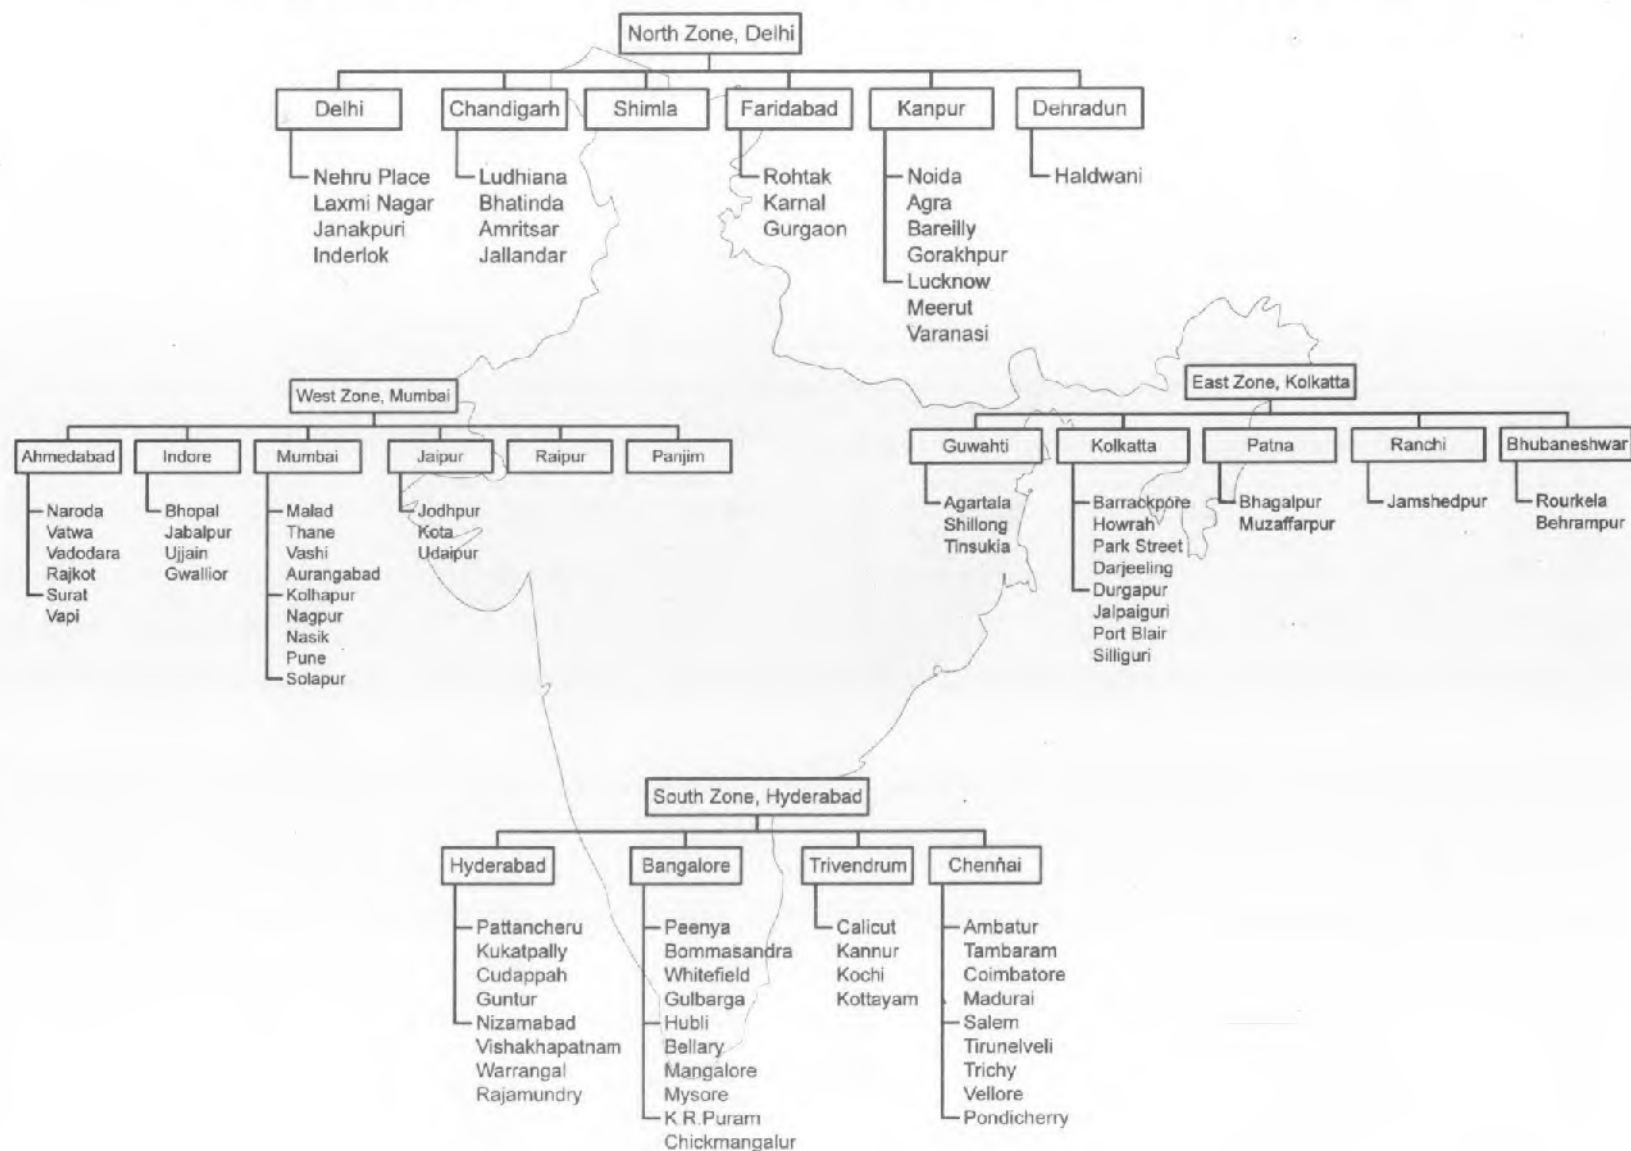 North Zone, Delhi
Delhi
Chandigarh
Shimla
Faridabad
Kanpur
Dehradun
Nehru Place
Laxmi Nagar
Janakpuri
Inderlok
Ludhiana
Bhatinda
Amritsar
Jallandar
Rohtak
Karnal
Gurgaon
Noida
Agra
Bareilly
Gorakhpur
Lucknow
Meerut
Varanasi
Haldwani
West Zone, Mumbai
Ahmedabad
Indore
Mumbai
Jaipur
Raipur
Panjim
Naroda
Vatwa
Vadodara
Rajkot
Surat
Vapi
Bhopal
Jabalpur
Ujjain
Gwallior
Malad
Thane
Vashi
Aurangabad
Kolhapur
Nagpur
Nasik
Pune
Solapur
Jodhpur
Kota
Udaipur
East Zone, Kolkatta
Guwahti
Kolkatta
Patna
Ranchi
Bhubaneshwar
Agartala
Shillong
Tinsukia
Barrackpore
Howrah
Park Street
Darjeeling
Durgapur
Jalpaiguri
Port Blair
Silliguri
Bhagalpur
Muzaffarpur
Jamshedpur
Rourkela
Behrampur
South Zone, Hyderabad
Hyderabad
Bangalore
Trivendrum
Chennai
Pattancheru
Kukatpally
Cudappah
Guntur
Nizamabad
Vishakhapatnam
Warrangal
Rajamundry
Peenya
Bommasandra
Whitefield
Gulbarga
Hubli
Bellary
Mangalore
Mysore
K R.Puram
Chickmangalur
Calicut
Kannur
Kochi
Kottayam
Ambatur
Tambaram
Coimbatore
Madurai
Salem
Tirunelveli
Trichy
Vellore
Pondicherry